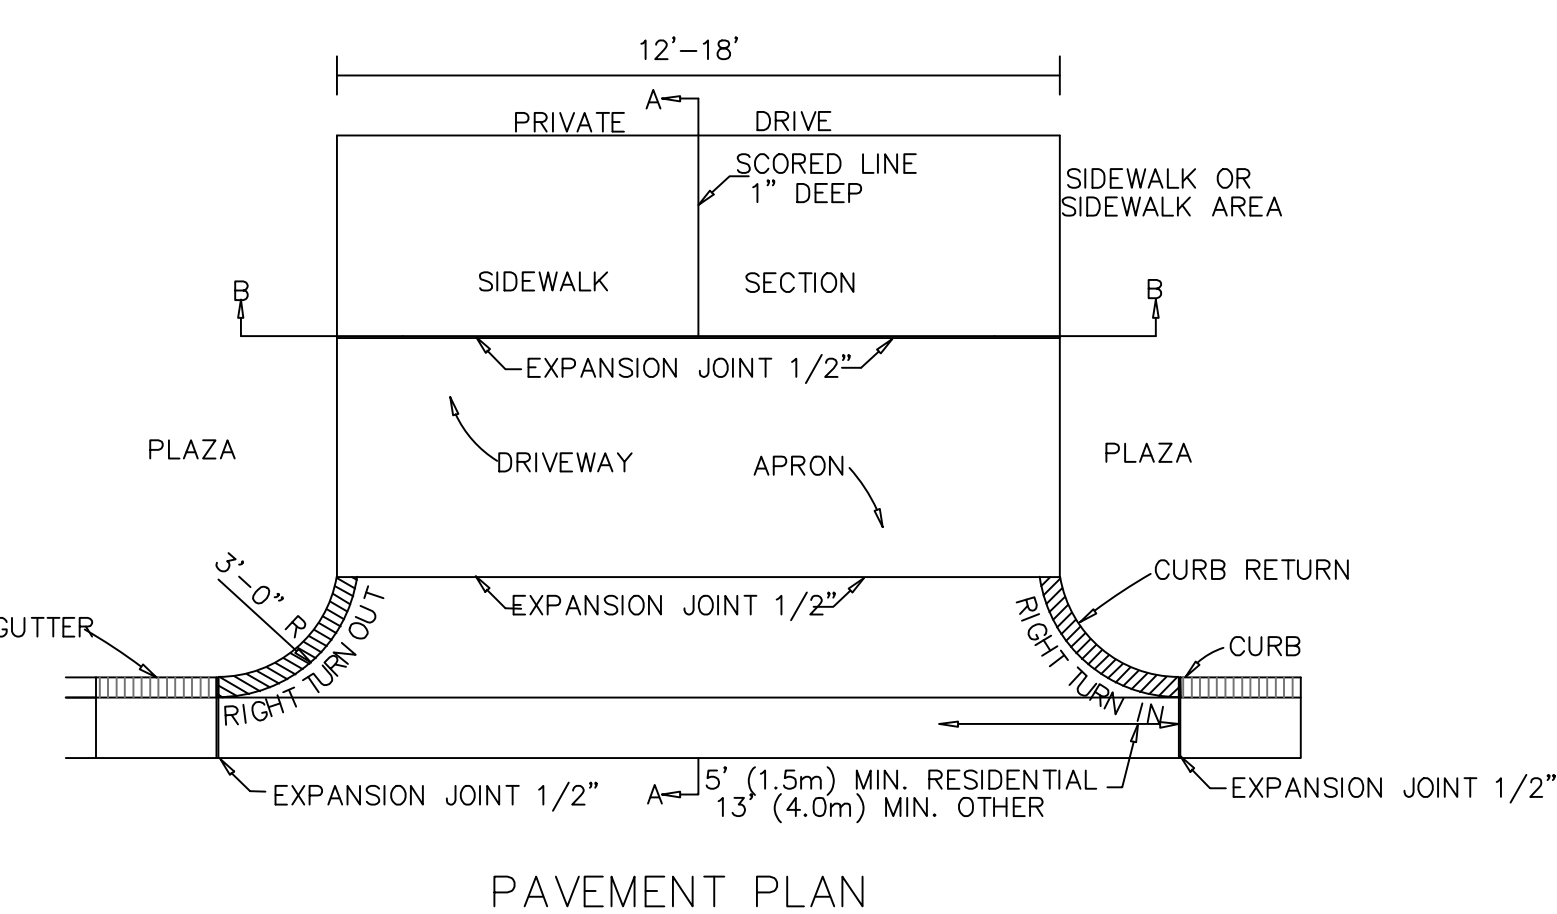 12'-18'
A
PRIVATE DRIVE
SCORED LINE
1" DEEP
SIDEWALK OR
SIDEWALK AREA
SIDEWALK SECTION
B
B
EXPANSION JOINT 1/2"
PLAZA
DRIVEWAY
APRON
PLAZA
3'-0" R
RIGHT TURN OUT
EXPANSION JOINT 1/2"
RIGHT TURN IN
CURB RETURN
GUTTER
CURB
EXPANSION JOINT 1/2"
A
5' (1.5m) MIN. RESIDENTIAL
13' (4.0m) MIN. OTHER
EXPANSION JOINT 1/2"
PAVEMENT PLAN